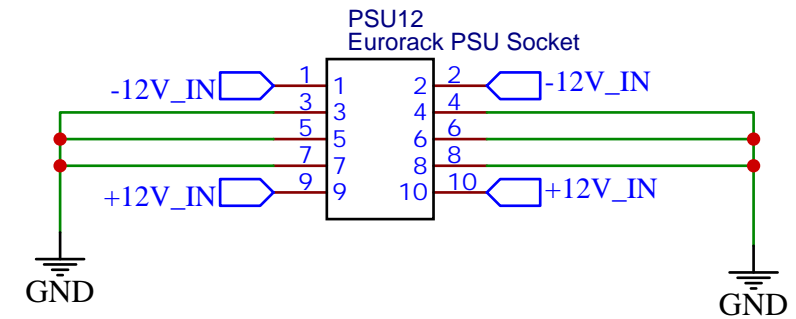 PSU12
Eurorack PSU Socket
-12V_IN 1 1 2 2 -12V_IN
3 3 4 4
5 5 6 6
7 7 8 8
+12V_IN 9 9 10 10 +12V_IN
GND
GND